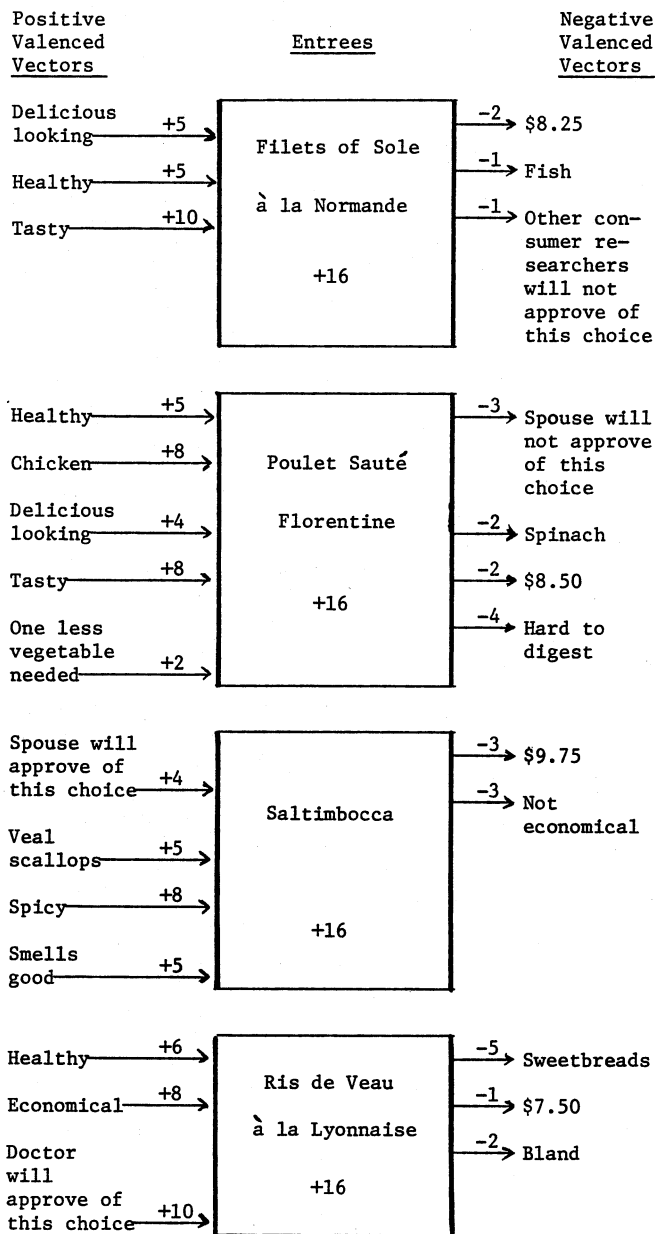 Positive
Valenced
Vectors
Entrees
Negative
Valenced
Vectors
Delicious
looking
+5
Healthy
+5
Tasty
+10
Filets of Sole
à la Normande
+16
-2
$8.25
-1
Fish
-1
Other con-
sumer re-
searchers
will not
approve of
this choice
Healthy
+5
Chicken
+8
Delicious
looking
+4
Tasty
+8
One less
vegetable
needed
+2
Poulet Sauté
Florentine
+16
-3
Spouse will
not approve
of this
choice
-2
Spinach
-2
$8.50
-4
Hard to
digest
Spouse will
approve of
this choice
+4
Veal
scallops
+5
Spicy
+8
Smells
good
+5
Saltimbocca
+16
-3
$9.75
-3
Not
economical
Healthy
+6
Economical
+8
Doctor
will
approve of
this choice
+10
Ris de Veau
à la Lyonnaise
+16
-5
Sweetbreads
-1
$7.50
-2
Bland